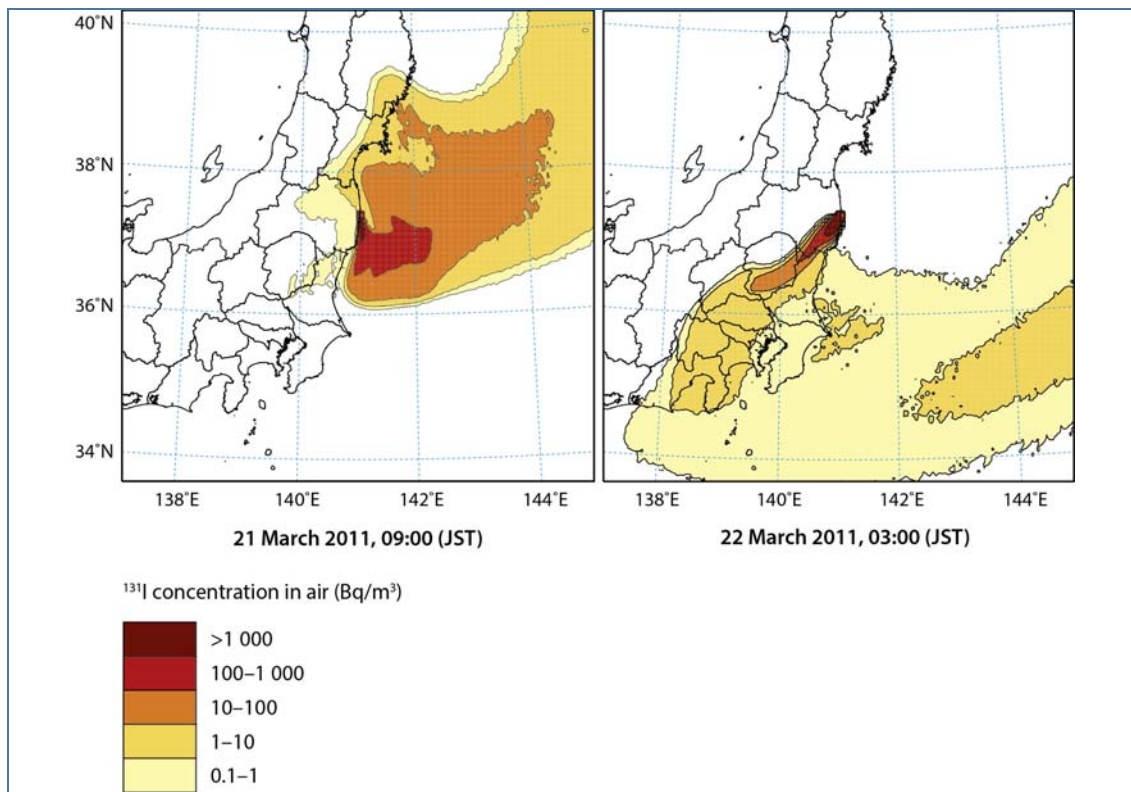 40°N
38°N
36°N
34°N
138°E 140°E 142°E 144°E 138°E 140°E 142°E 144°E
21 March 2011, 09:00 (JST) 22 March 2011, 03:00 (JST)
¹³¹I concentration in air (Bq/m³)
>1 000
100–1 000
10–100
1–10
0.1–1